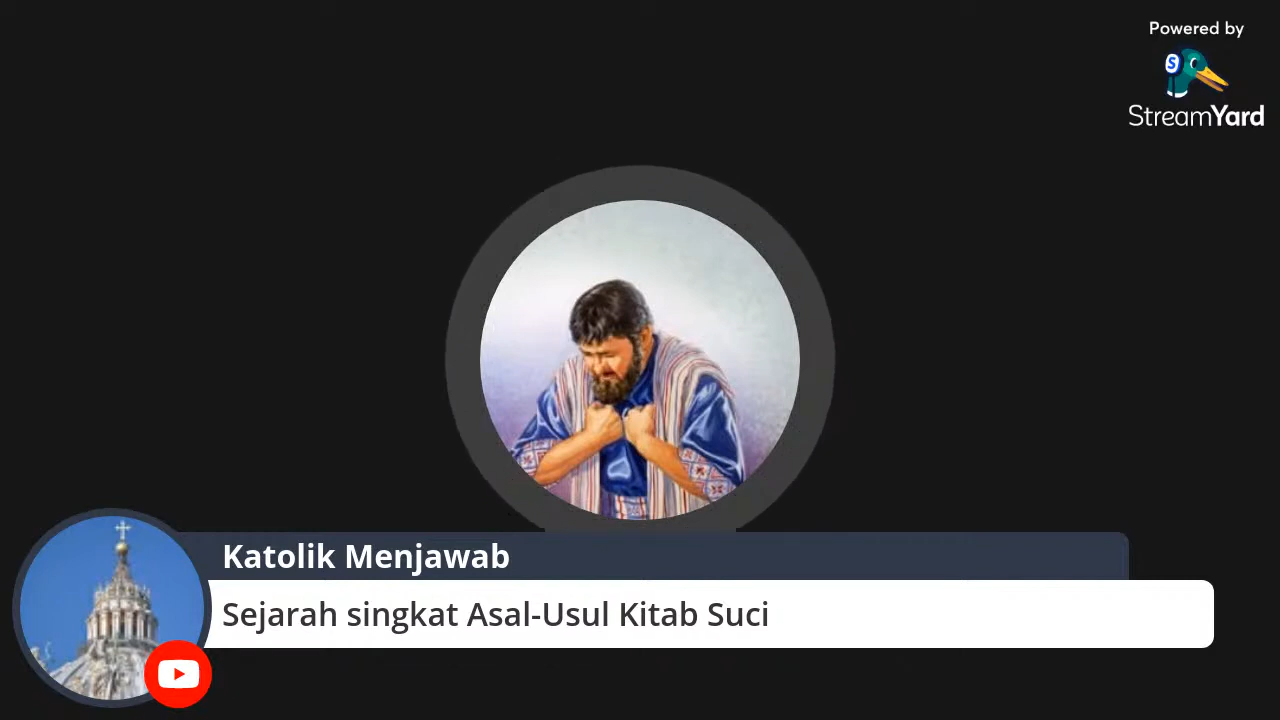 Powered by
S
StreamYard
Katolik Menjawab
Sejarah singkat Asal-Usul Kitab Suci